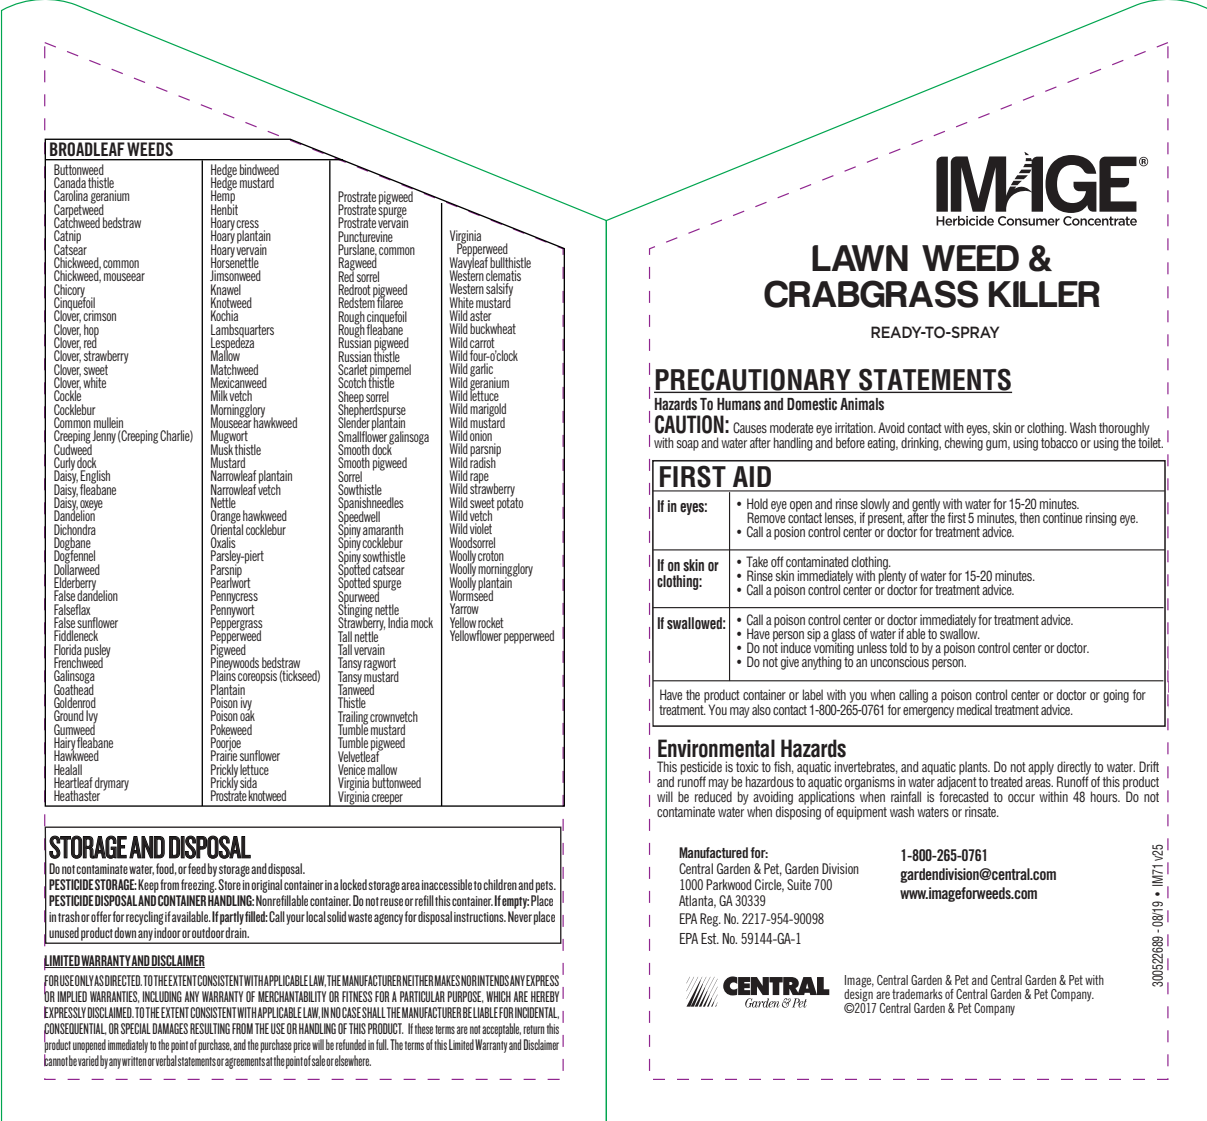 BROADLEAF WEEDS
Buttonweed
Canada thistle
Carolina geranium
Carpetweed
Catchweed bedstraw
Catnip
Catsear
Chickweed, common
Chickweed, mouseear
Chicory
Cinquefoil
Clover, crimson
Clover, hop
Clover, red
Clover, strawberry
Clover, sweet
Clover, white
Cockle
Cocklebur
Common mullein
Creeping Jenny (Creeping Charlie)
Cudweed
Curly dock
Daisy, English
Daisy, fleabane
Daisy, oxeye
Dandelion
Dichondra
Dogbane
Dogfennel
Dollarweed
Elderberry
False dandelion
Falseflax
False sunflower
Fiddleneck
Florida pusley
Frenchweed
Galinsoga
Goathead
Goldenrod
Ground Ivy
Gumweed
Hairy fleabane
Hawkweed
Healall
Heartleaf drymary
Heathaster
Hedge bindweed
Hedge mustard
Hemp
Henbit
Hoary cress
Hoary plantain
Hoary vervain
Horsenettle
Jimsonweed
Knawel
Knotweed
Kochia
Lambsquarters
Lespedeza
Mallow
Matchweed
Mexicanweed
Milk vetch
Morningglory
Mouseear hawkweed
Mugwort
Musk thistle
Mustard
Narrowleaf plantain
Narrowleaf vetch
Nettle
Orange hawkweed
Oriental cocklebur
Oxalis
Parsley-piert
Parsnip
Pearlwort
Pennycress
Pennywort
Peppergrass
Pepperweed
Pigweed
Pineywoods bedstraw
Plains coreopsis (tickseed)
Plantain
Poison ivy
Poison oak
Pokeweed
Poorjoe
Prairie sunflower
Prickly lettuce
Prickly sida
Prostrate knotweed
Prostrate pigweed
Prostrate spurge
Prostrate vervain
Puncturevine
Purslane, common
Ragweed
Red sorrel
Redroot pigweed
Redstem filaree
Rough cinquefoil
Rough fleabane
Russian pigweed
Russian thistle
Scarlet pimpernel
Scotch thistle
Sheep sorrel
Shepherdspurse
Slender plantain
Smallflower galinsoga
Smooth dock
Smooth pigweed
Sorrel
Sowthistle
Spanishneedles
Speedwell
Spiny amaranth
Spiny cocklebur
Spiny sowthistle
Spotted catsear
Spotted spurge
Spurweed
Stinging nettle
Strawberry, India mock
Tall nettle
Tall vervain
Tansy ragwort
Tansy mustard
Tanweed
Thistle
Trailing crownvetch
Tumble mustard
Tumble pigweed
Velvetleaf
Venice mallow
Virginia buttonweed
Virginia creeper
Virginia
Pepperweed
Wavyleaf bullthistle
Western clematis
Western salsify
White mustard
Wild aster
Wild buckwheat
Wild carrot
Wild four-o'clock
Wild garlic
Wild geranium
Wild lettuce
Wild marigold
Wild mustard
Wild onion
Wild parsnip
Wild radish
Wild rape
Wild strawberry
Wild sweet potato
Wild vetch
Wild violet
Woodsorrel
Woolly croton
Woolly morningglory
Woolly plantain
Wormseed
Yarrow
Yellow rocket
Yellowflower pepperweed
STORAGE AND DISPOSAL
Do not contaminate water, food, or feed by storage and disposal.
PESTICIDE STORAGE: Keep from freezing. Store in original container in a locked storage area inaccessible to children and pets.
PESTICIDE DISPOSAL AND CONTAINER HANDLING: Nonrefillable container. Do not reuse or refill this container. If empty: Place
in trash or offer for recycling if available. If partly filled: Call your local solid waste agency for disposal instructions. Never place
unused product down any indoor or outdoor drain.
LIMITED WARRANTY AND DISCLAIMER
FOR USE ONLY AS DIRECTED. TO THE EXTENT CONSISTENT WITH APPLICABLE LAW, THE MANUFACTURER NEITHER MAKES NOR INTENDS ANY EXPRESS
OR IMPLIED WARRANTIES, INCLUDING ANY WARRANTY OF MERCHANTABILITY OR FITNESS FOR A PARTICULAR PURPOSE, WHICH ARE HEREBY
EXPRESSLY DISCLAIMED. TO THE EXTENT CONSISTENT WITH APPLICABLE LAW, IN NO CASE SHALL THE MANUFACTURER BE LIABLE FOR INCIDENTAL,
CONSEQUENTIAL, OR SPECIAL DAMAGES RESULTING FROM THE USE OR HANDLING OF THIS PRODUCT. If these terms are not acceptable, return this
product unopened immediately to the point of purchase, and the purchase price will be refunded in full. The terms of this Limited Warranty and Disclaimer
cannot be varied by any written or verbal statements or agreements at the point of sale or elsewhere.
IMAGE®
Herbicide Consumer Concentrate
LAWN WEED &
CRABGRASS KILLER
READY-TO-SPRAY
PRECAUTIONARY STATEMENTS
Hazards To Humans and Domestic Animals
CAUTION: Causes moderate eye irritation. Avoid contact with eyes, skin or clothing. Wash thoroughly
with soap and water after handling and before eating, drinking, chewing gum, using tobacco or using the toilet.
FIRST AID
If in eyes:
• Hold eye open and rinse slowly and gently with water for 15-20 minutes.
Remove contact lenses, if present, after the first 5 minutes, then continue rinsing eye.
• Call a posion control center or doctor for treatment advice.
If on skin or
clothing:
• Take off contaminated clothing.
• Rinse skin immediately with plenty of water for 15-20 minutes.
• Call a poison control center or doctor for treatment advice.
If swallowed:
• Call a poison control center or doctor immediately for treatment advice.
• Have person sip a glass of water if able to swallow.
• Do not induce vomiting unless told to by a poison control center or doctor.
• Do not give anything to an unconscious person.
Have the product container or label with you when calling a poison control center or doctor or going for
treatment. You may also contact 1-800-265-0761 for emergency medical treatment advice.
Environmental Hazards
This pesticide is toxic to fish, aquatic invertebrates, and aquatic plants. Do not apply directly to water. Drift
and runoff may be hazardous to aquatic organisms in water adjacent to treated areas. Runoff of this product
will be reduced by avoiding applications when rainfall is forecasted to occur within 48 hours. Do not
contaminate water when disposing of equipment wash waters or rinsate.
Manufactured for:
Central Garden & Pet, Garden Division
1000 Parkwood Circle, Suite 700
Atlanta, GA 30339
EPA Reg. No. 2217-954-90098
EPA Est. No. 59144-GA-1
1-800-265-0761
gardendivision@central.com
www.imageforweeds.com
300522689 - 08/19 • IM71 v25
CENTRAL
Garden & Pet
Image, Central Garden & Pet and Central Garden & Pet with
design are trademarks of Central Garden & Pet Company.
©2017 Central Garden & Pet Company